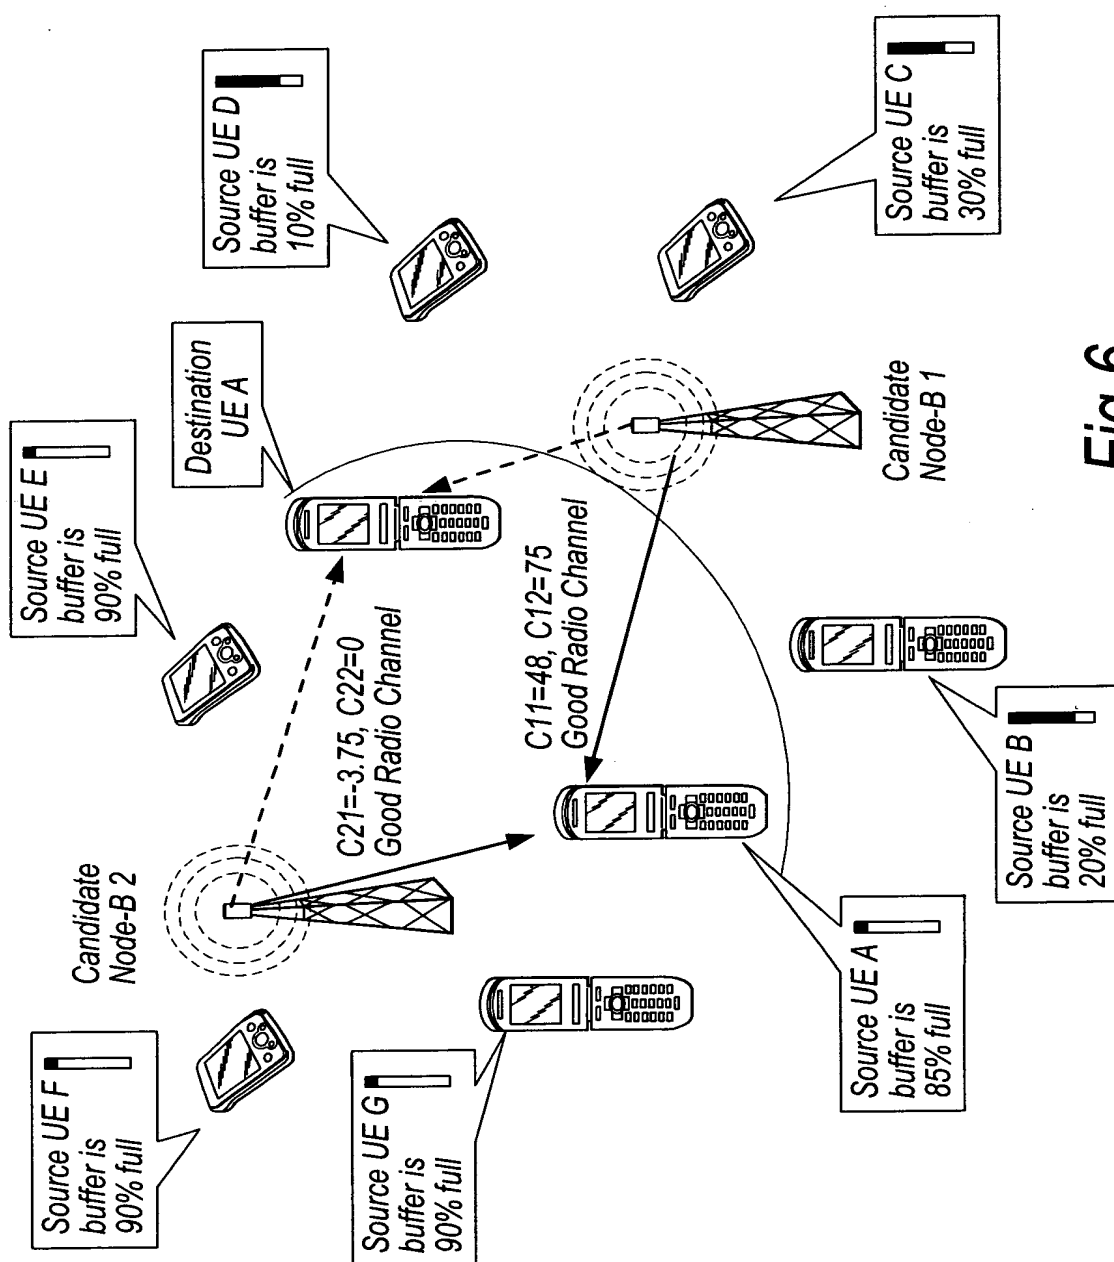 Source UE F
buffer is
90% full
Candidate
Node-B 2
Source UE E
buffer is
90% full
Destination
UE A
Source UE D
buffer is
10% full
Source UE G
buffer is
90% full
C21=-3.75, C22=0
Good Radio Channel
C11=48, C12=75
Good Radio Channel
Source UE A
buffer is
85% full
Source UE B
buffer is
20% full
Candidate
Node-B 1
Source UE C
buffer is
30% full
Fig. 6